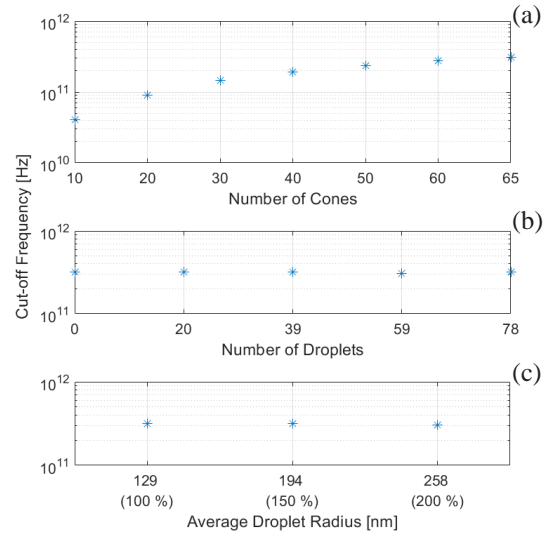 (a)
10^12
10^11
10^10
10 20 30 40 50 60 65
Number of Cones
Cut-off Frequency [Hz]
(b)
10^12
10^11
0 20 39 59 78
Number of Droplets
(c)
10^12
10^11
129 194 258
(100 %) (150 %) (200 %)
Average Droplet Radius [nm]